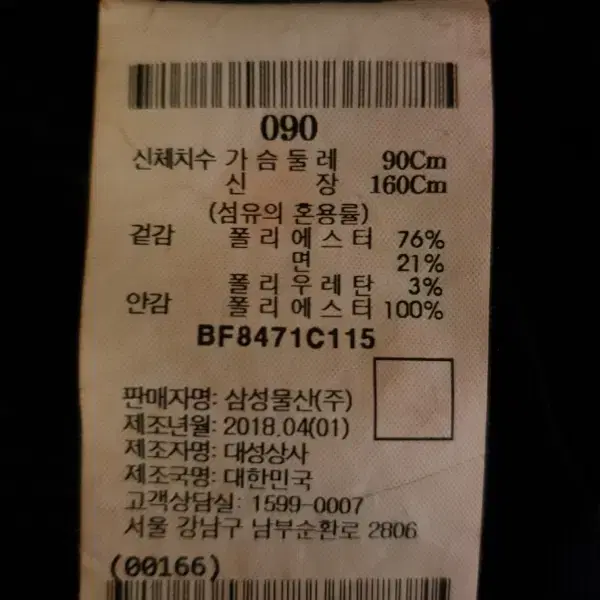 090
신체치수 가 슴 둘 레 90Cm
신 장 160Cm
(섬유의 혼용률)
겉감 폴 리 에 스 터 76%
면 21%
폴 리 우 레 탄 3%
안감 폴 리 에 스 터 100%
BF8471C115
판매자명: 삼성물산(주)
제조년월: 2018.04(01)
제조자명: 대성상사
제조국명: 대한민국
고객상담실: 1599-0007
서울 강남구 남부순환로 2806
(00166)